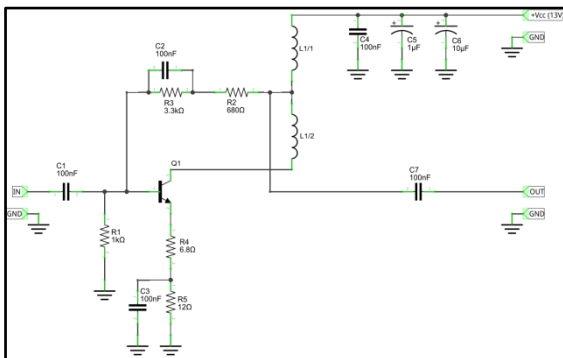 +Vcc (13V)
C2
100nF
L1/1
C4
100nF
C5
1µF
C6
10µF
GND
R3
3.3kΩ
R2
680Ω
L1/2
Q1
C1
100nF
C7
100nF
IN
OUT
GND
GND
R1
1kΩ
R4
6.8Ω
C3
100nF
R5
12Ω